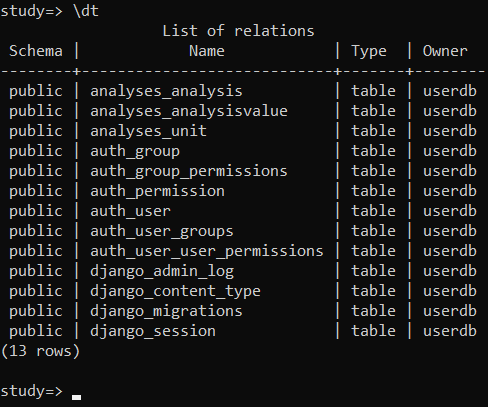 study=> \dt
                   List of relations
 Schema |            Name            | Type  | Owner
--------+----------------------------+-------+--------
 public | analyses_analysis          | table | userdb
 public | analyses_analysisvalue     | table | userdb
 public | analyses_unit              | table | userdb
 public | auth_group                 | table | userdb
 public | auth_group_permissions     | table | userdb
 public | auth_permission            | table | userdb
 public | auth_user                  | table | userdb
 public | auth_user_groups           | table | userdb
 public | auth_user_user_permissions | table | userdb
 public | django_admin_log           | table | userdb
 public | django_content_type        | table | userdb
 public | django_migrations          | table | userdb
 public | django_session             | table | userdb
(13 rows)

study=>